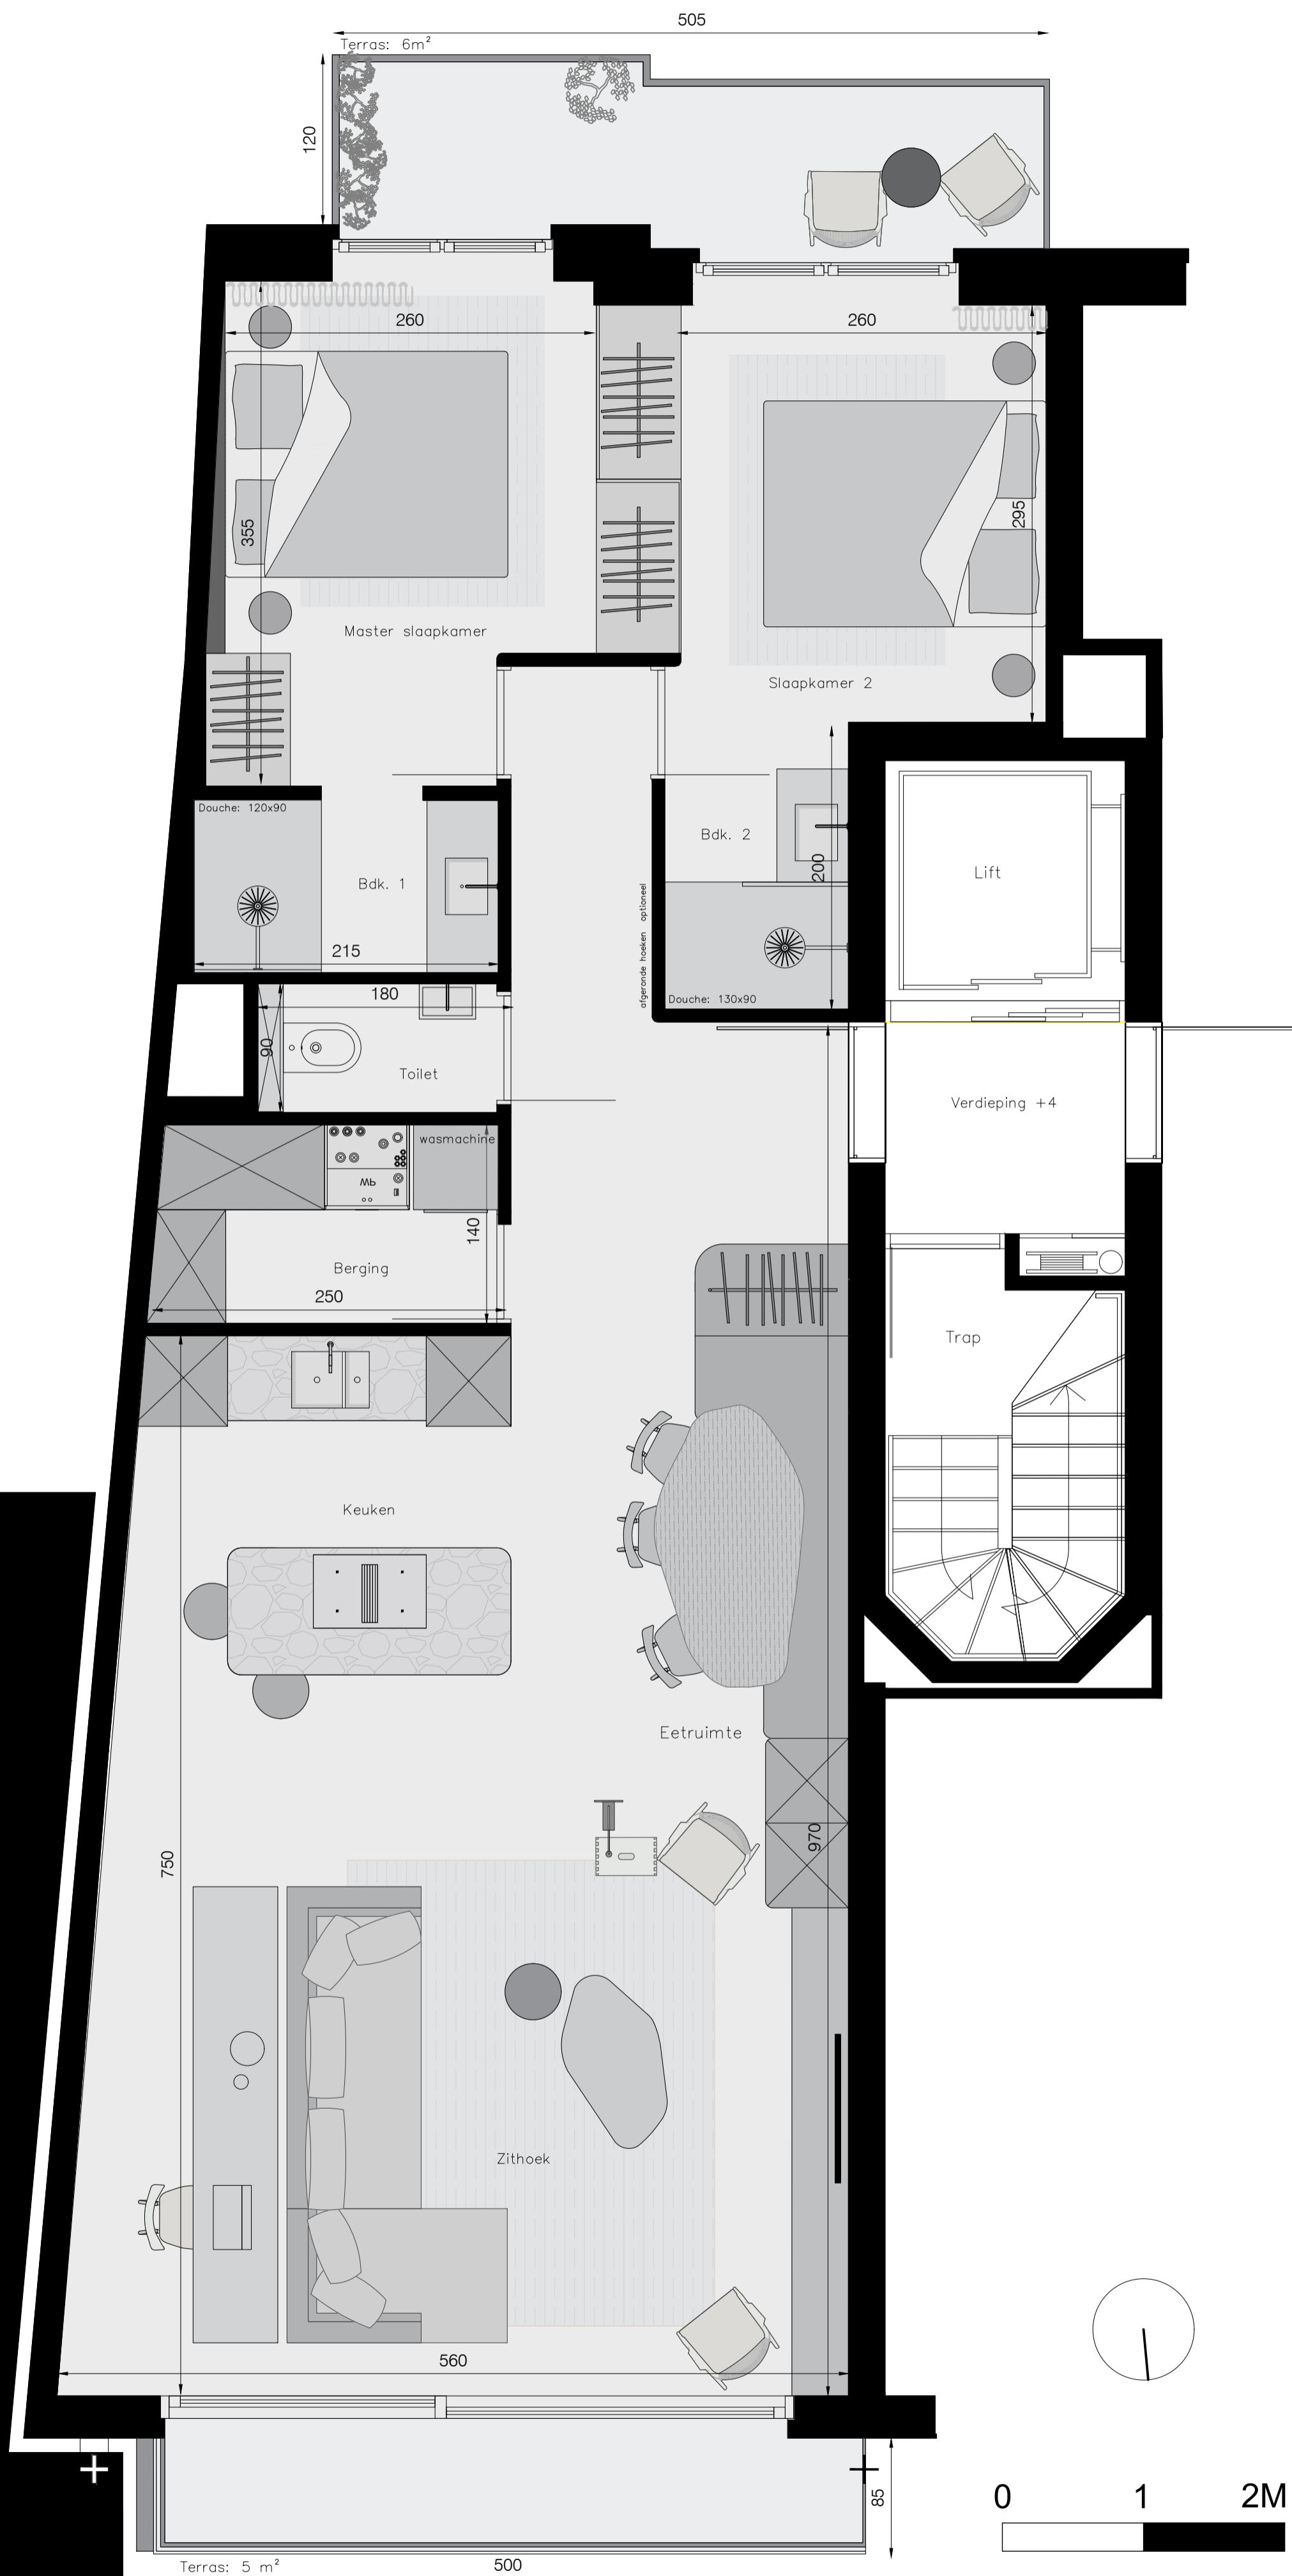 505
Terras: 6m²
120
260
260
355
295
Master slaapkamer
Slaapkamer 2
Douche: 120x90
Bdk. 2
200
Lift
Bdk. 1
afgeronde hoeken optioneel
215
180
Douche: 130x90
90
Toilet
Verdieping +4
wasmachine
WP
140
Berging
250
Trap
Keuken
Eetruimte
970
750
Zithoek
560
0 1 2M
85
Terras: 5 m²
500